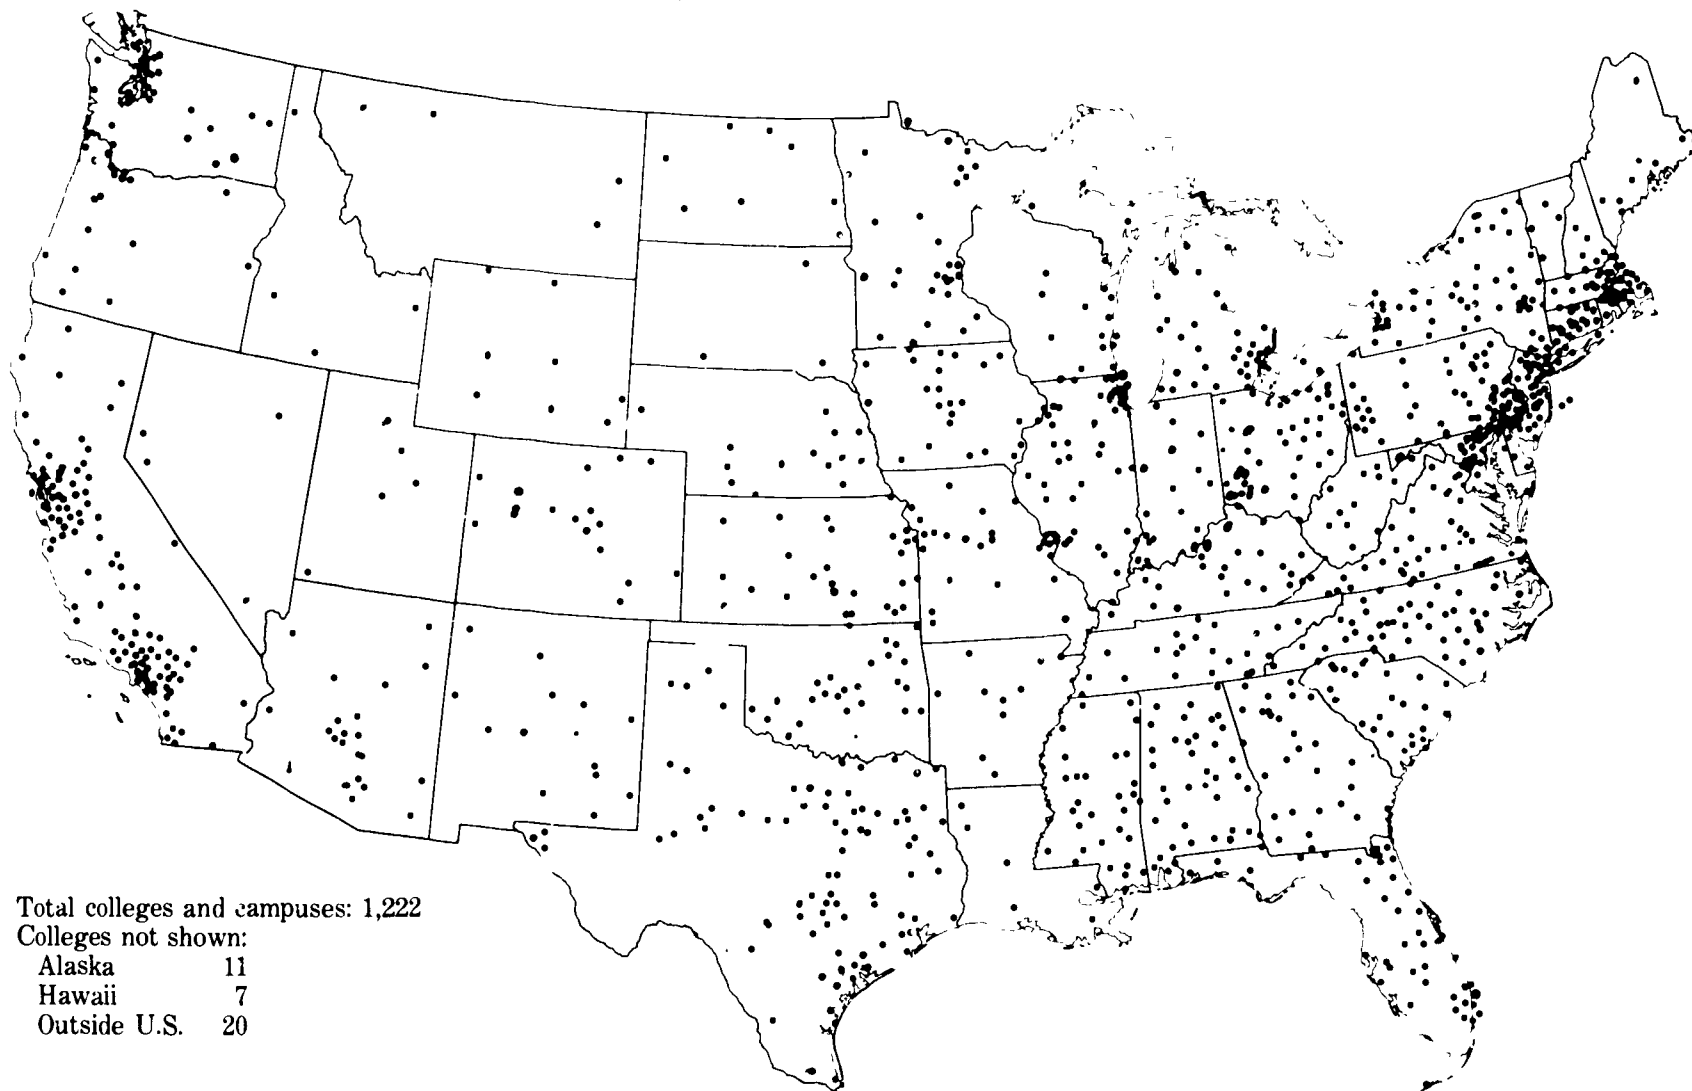 Total colleges and campuses: 1,222
Colleges not shown:
Alaska 11
Hawaii 7
Outside U.S. 20